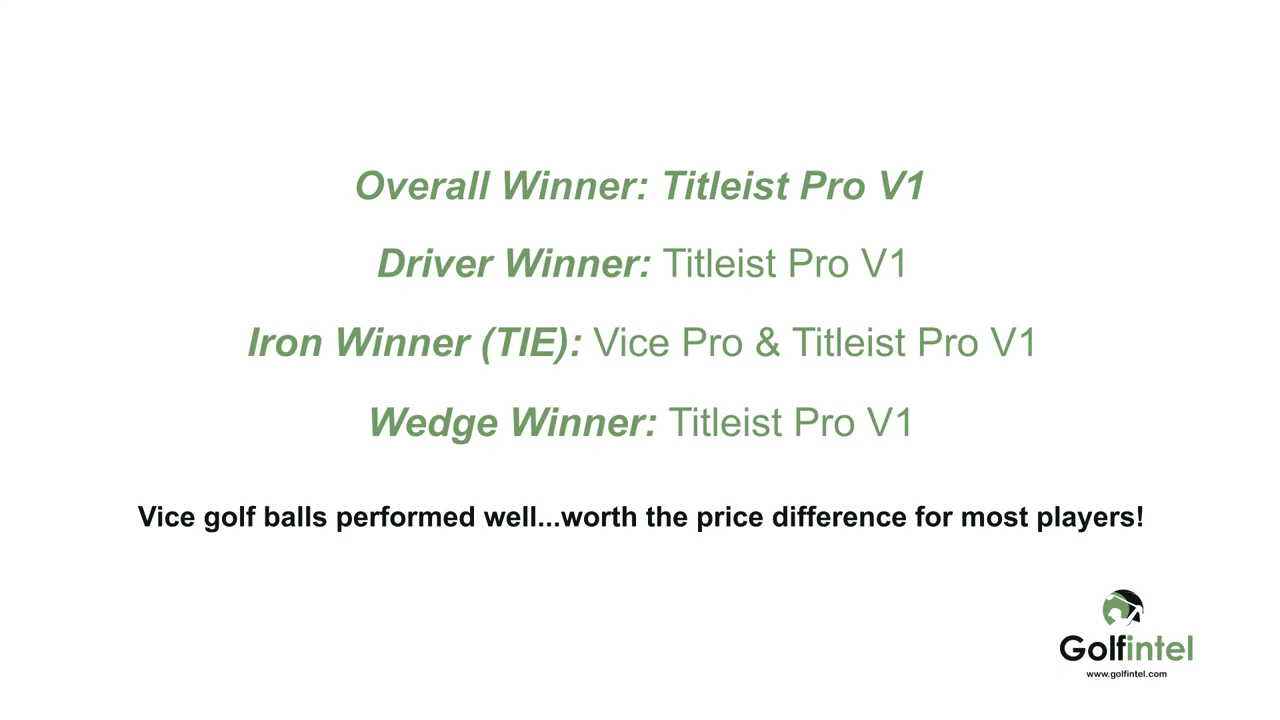 Overall Winner: Titleist Pro V1
Driver Winner: Titleist Pro V1
Iron Winner (TIE): Vice Pro & Titleist Pro V1
Wedge Winner: Titleist Pro V1
Vice golf balls performed well...worth the price difference for most players!
Golfintel
www.golfintel.com